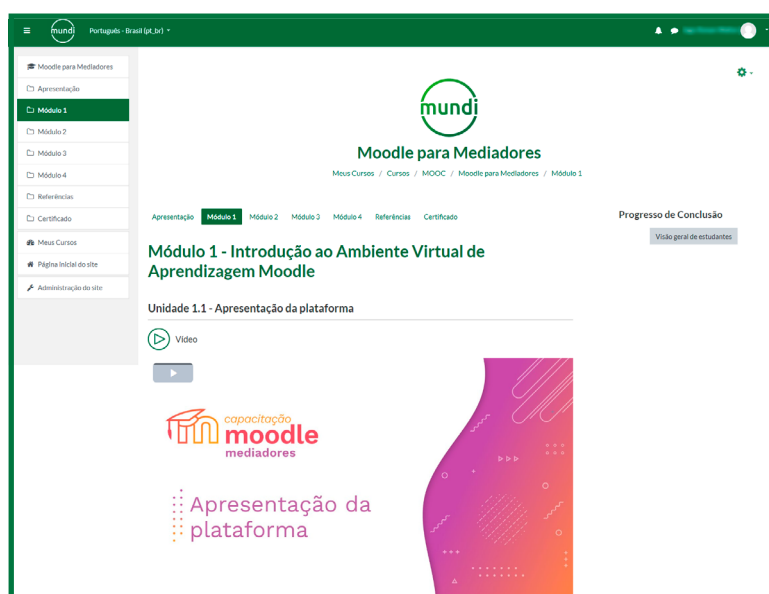 mundi
Português - Brasil (pt_br)
Moodle para Mediadores
Apresentação
Módulo 1
Módulo 2
Módulo 3
Módulo 4
Referências
Certificado
Meus Cursos
Página inicial do site
Administração do site
mundi
Moodle para Mediadores
Meus Cursos / Cursos / MOOC / Moodle para Mediadores / Módulo 1
Apresentação Módulo 1 Módulo 2 Módulo 3 Módulo 4 Referências Certificado
Progresso de Conclusão
Visão geral de estudantes
Módulo 1 - Introdução ao Ambiente Virtual de
Aprendizagem Moodle
Unidade 1.1 - Apresentação da plataforma
Vídeo
capacitação
moodle
mediadores
Apresentação da
plataforma